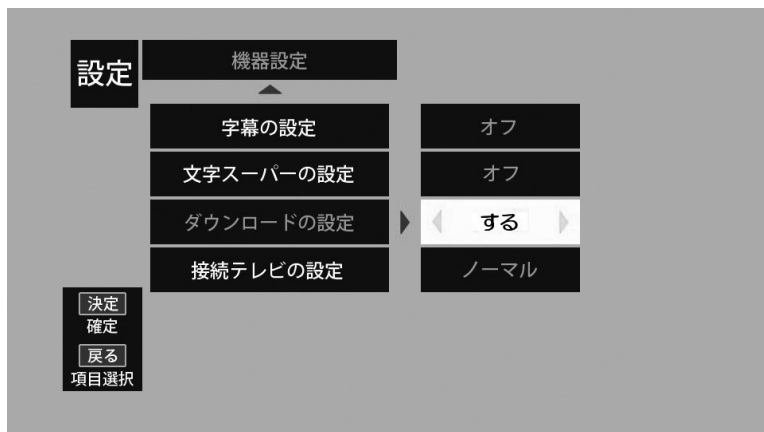 設定
機器設定
字幕の設定
オフ
文字スーパーの設定
オフ
ダウンロードの設定
する
接続テレビの設定
ノーマル
決定
確定
戻る
項目選択